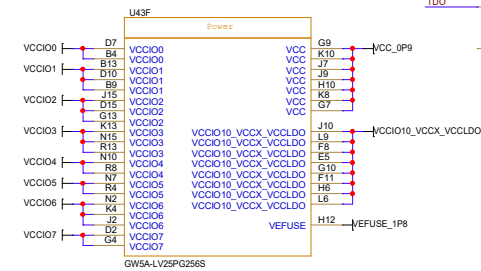 TDO
U43F
Power
VCCIO0 D7 VCCIO0 VCC G9 VCC_0P9
B4 VCCIO0 VCC K10
VCCIO1 B13 VCCIO1 VCC J7
D10 VCCIO1 VCC J9
B9 VCCIO1 VCC H10
VCCIO2 J15 VCCIO2 VCC K8
D15 VCCIO2 VCC G7
G13 VCCIO2
VCCIO3 K13 VCCIO3 VCCIO10_VCCX_VCCLDO J10 VCCIO10_VCCX_VCCLDO
N15 VCCIO3 VCCIO10_VCCX_VCCLDO L9
R13 VCCIO3 VCCIO10_VCCX_VCCLDO F8
VCCIO4 N10 VCCIO4 VCCIO10_VCCX_VCCLDO E5
R8 VCCIO4 VCCIO10_VCCX_VCCLDO G10
VCCIO5 N7 VCCIO5 VCCIO10_VCCX_VCCLDO F11
R4 VCCIO5 VCCIO10_VCCX_VCCLDO H6
VCCIO6 N2 VCCIO6 VCCIO10_VCCX_VCCLDO L6
K4 VCCIO6
J2 VCCIO6 VEFUSE H12 VEFUSE_1P8
VCCIO7 D2 VCCIO7
G4 VCCIO7
GW5A-LV25PG256S